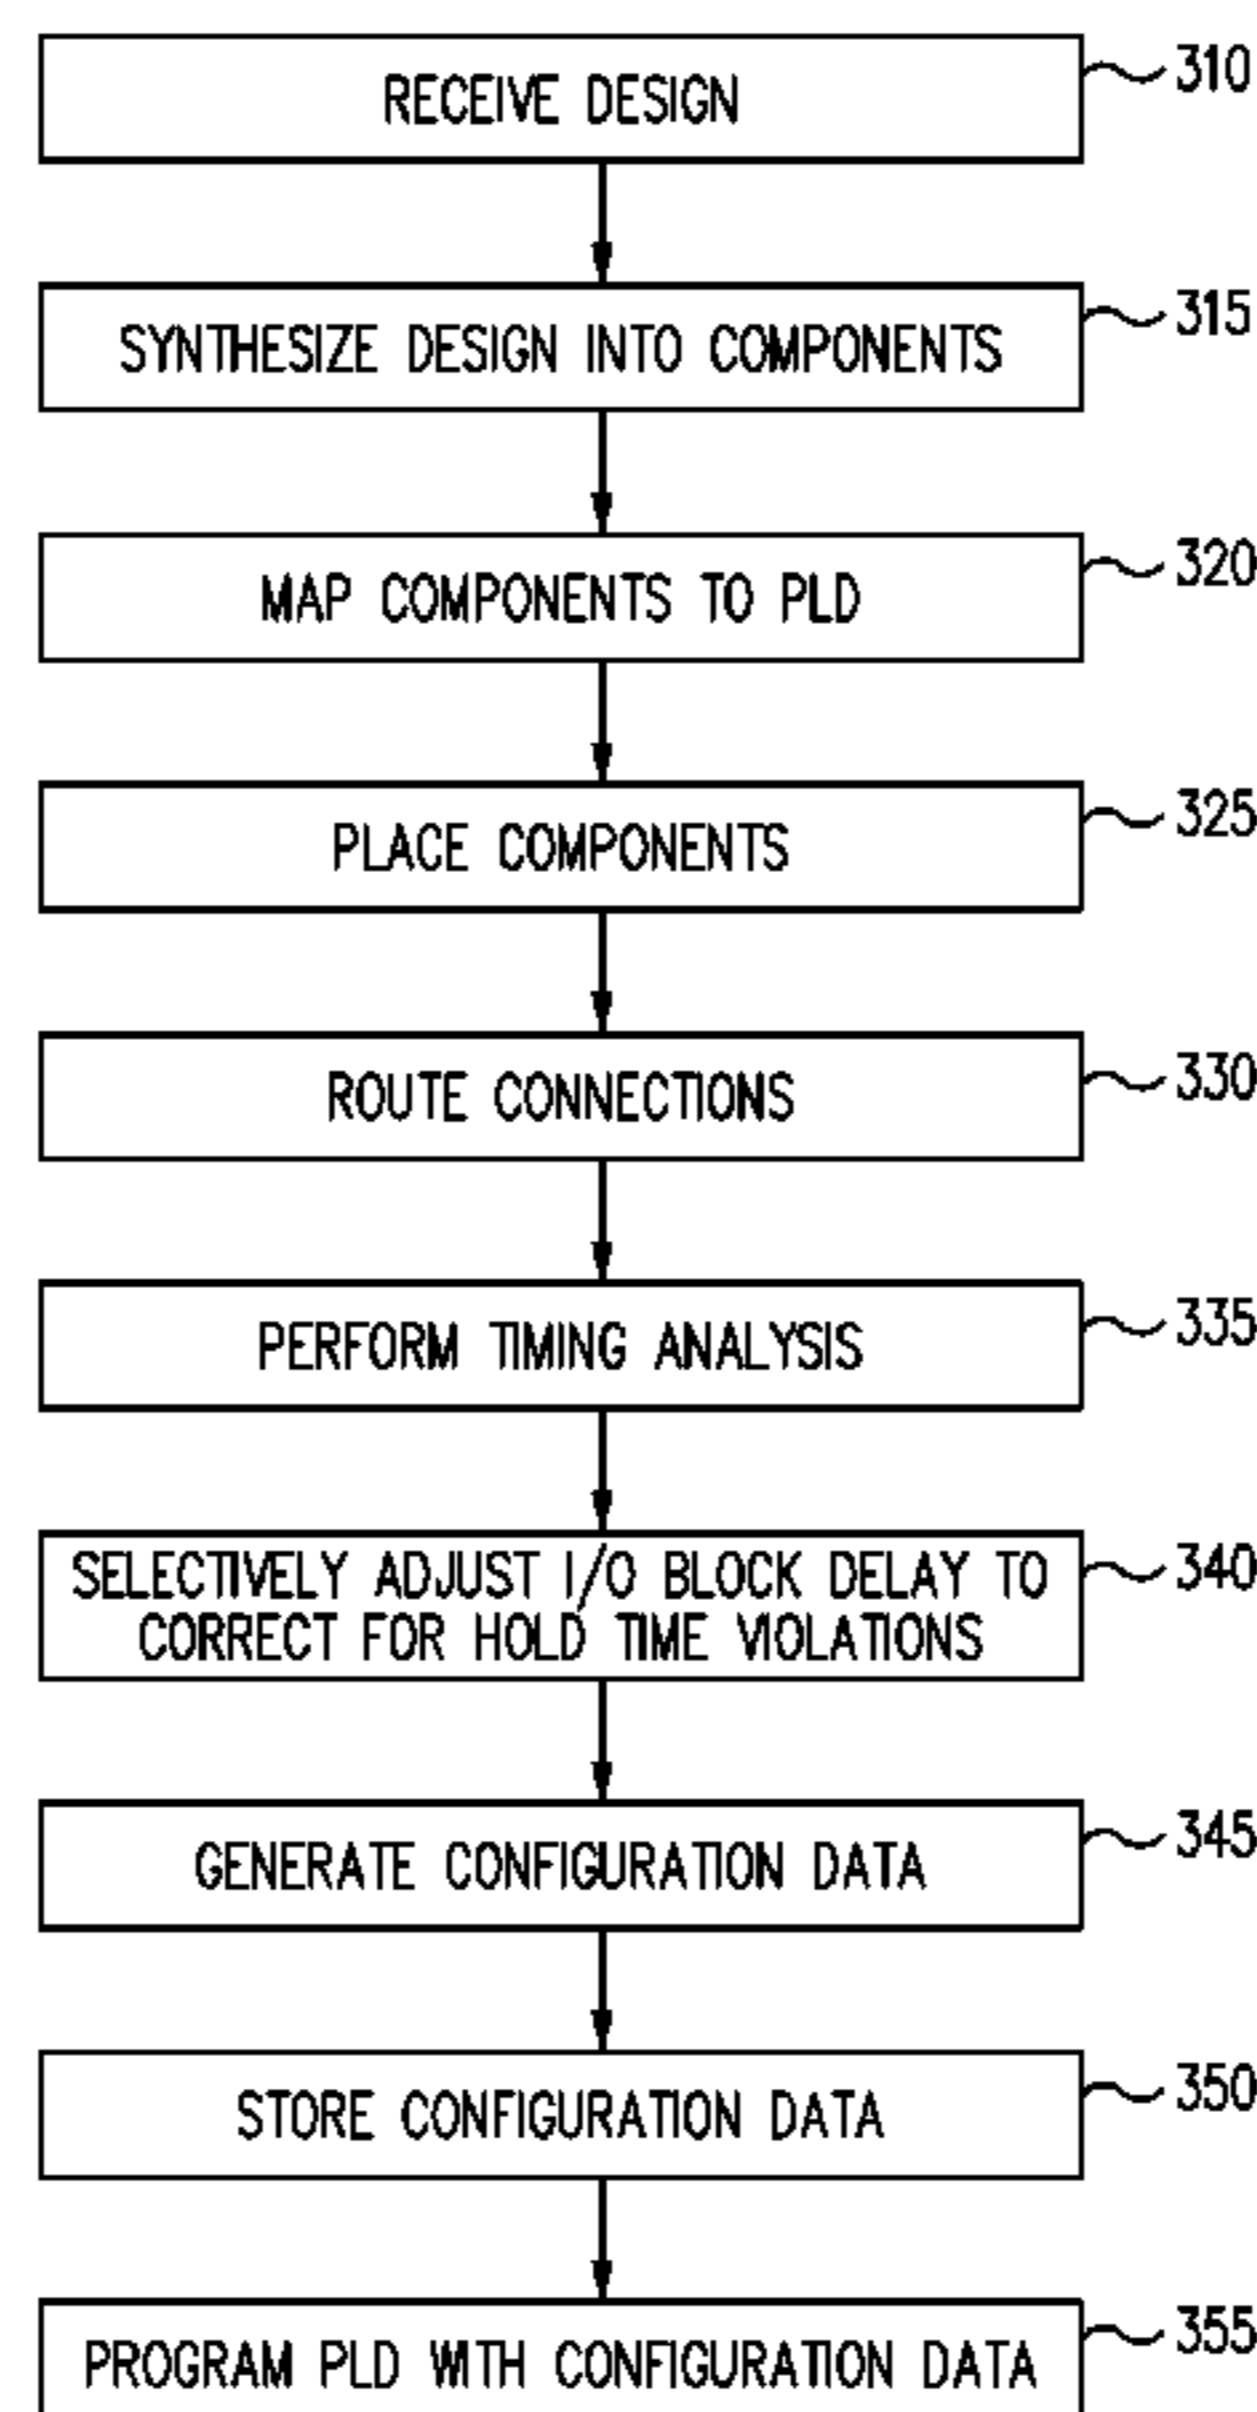 RECEIVE DESIGN 310
SYNTHESIZE DESIGN INTO COMPONENTS 315
MAP COMPONENTS TO PLD 320
PLACE COMPONENTS 325
ROUTE CONNECTIONS 330
PERFORM TIMING ANALYSIS 335
SELECTIVELY ADJUST I/O BLOCK DELAY TO 340
CORRECT FOR HOLD TIME VIOLATIONS
GENERATE CONFIGURATION DATA 345
STORE CONFIGURATION DATA 350
PROGRAM PLD WITH CONFIGURATION DATA 355